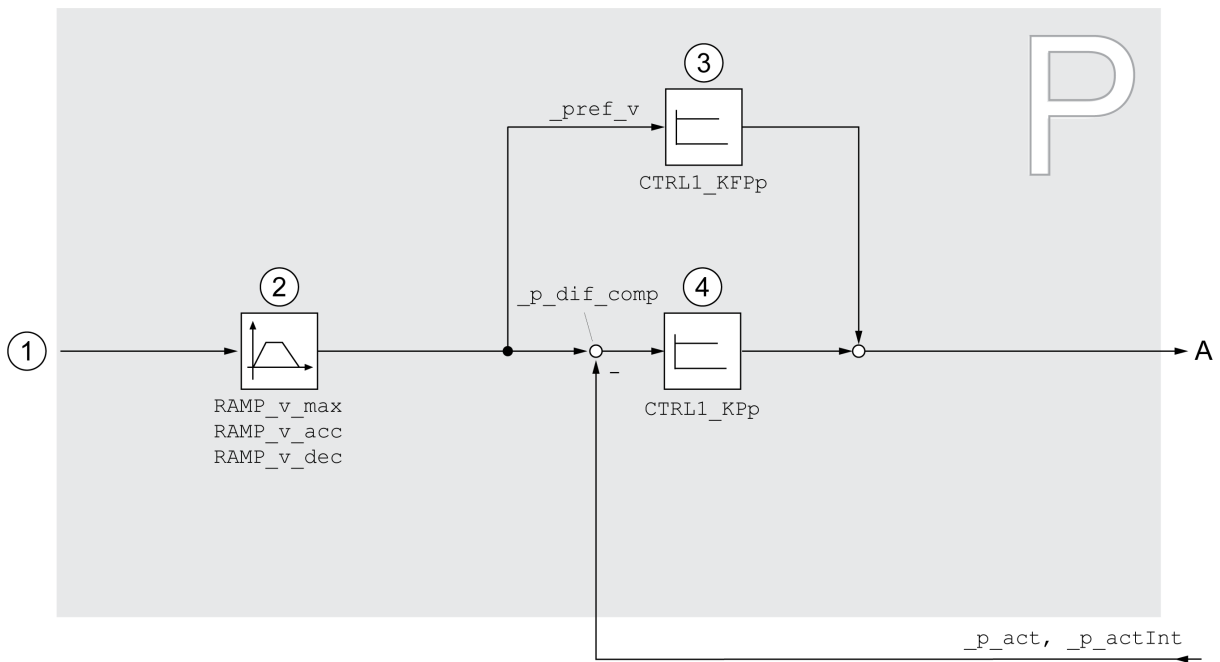 P
3
_pref_v
CTRL1_KFPp
2
_p_dif_comp
4
1
A
–
RAMP_v_max
CTRL1_KPp
RAMP_v_acc
RAMP_v_dec
_p_act, _p_actInt